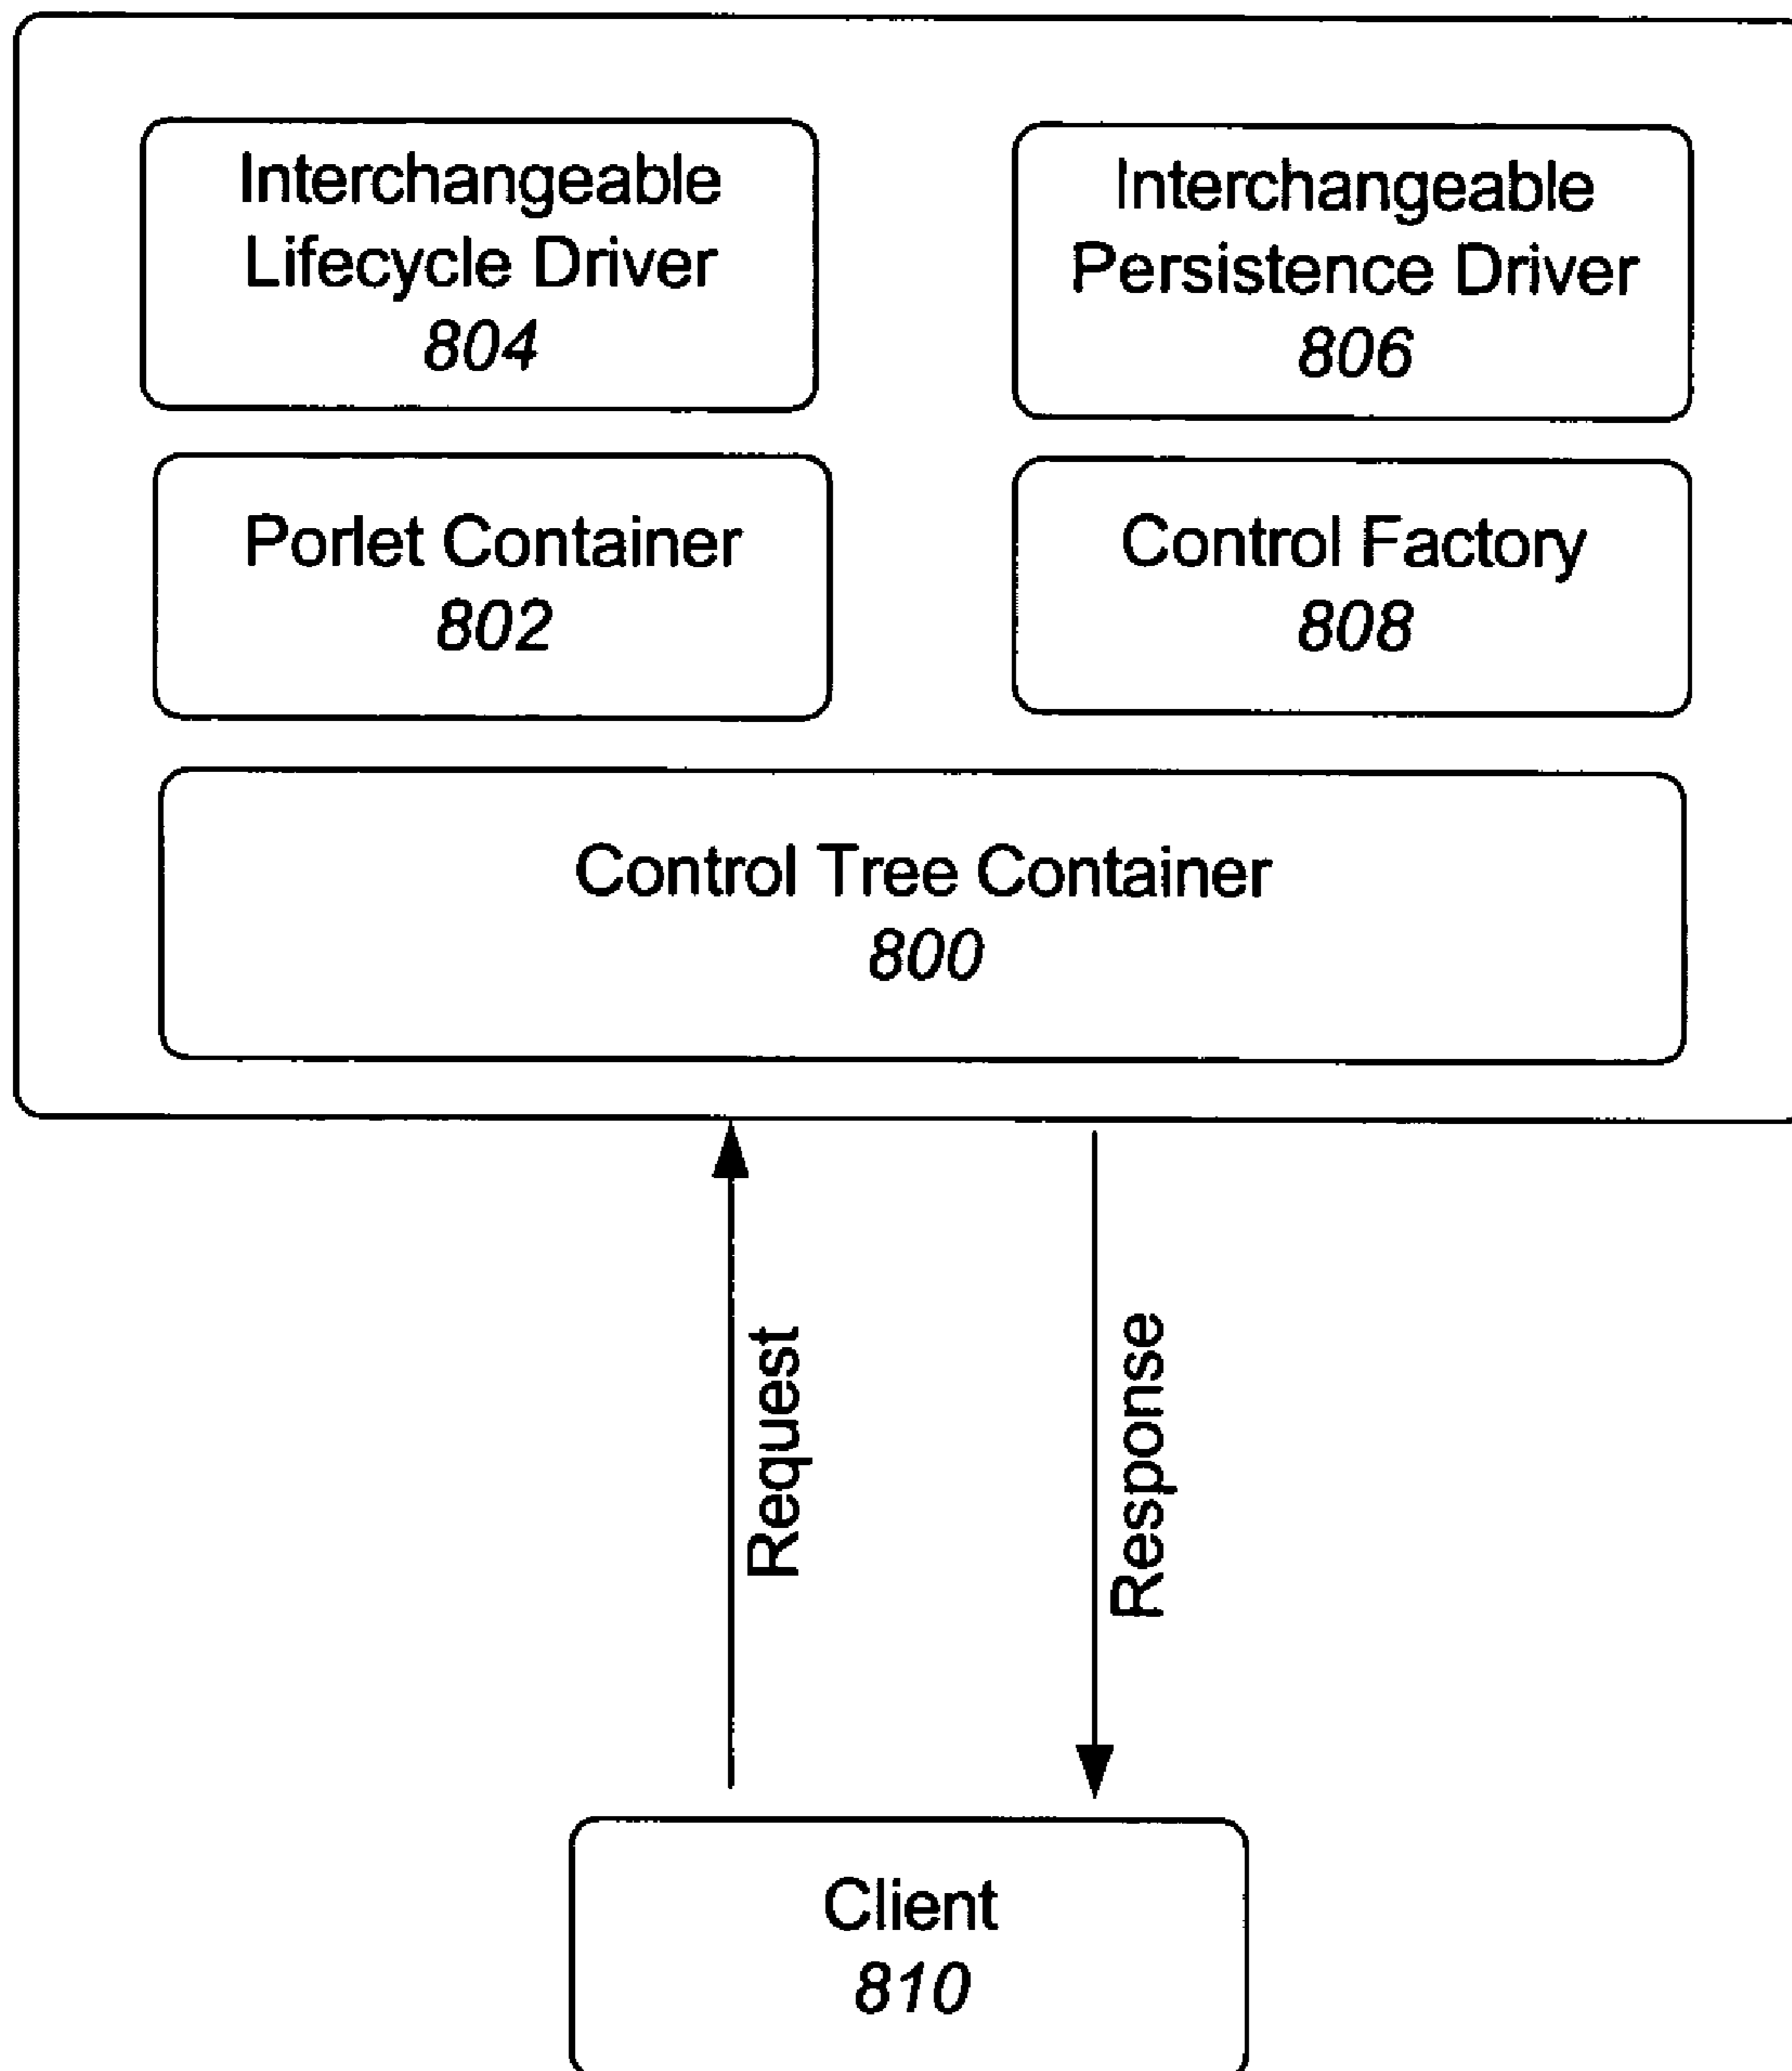 Interchangeable
Lifecycle Driver
804
Interchangeable
Persistence Driver
806
Porlet Container
802
Control Factory
808
Control Tree Container
800
Request
Response
Client
810